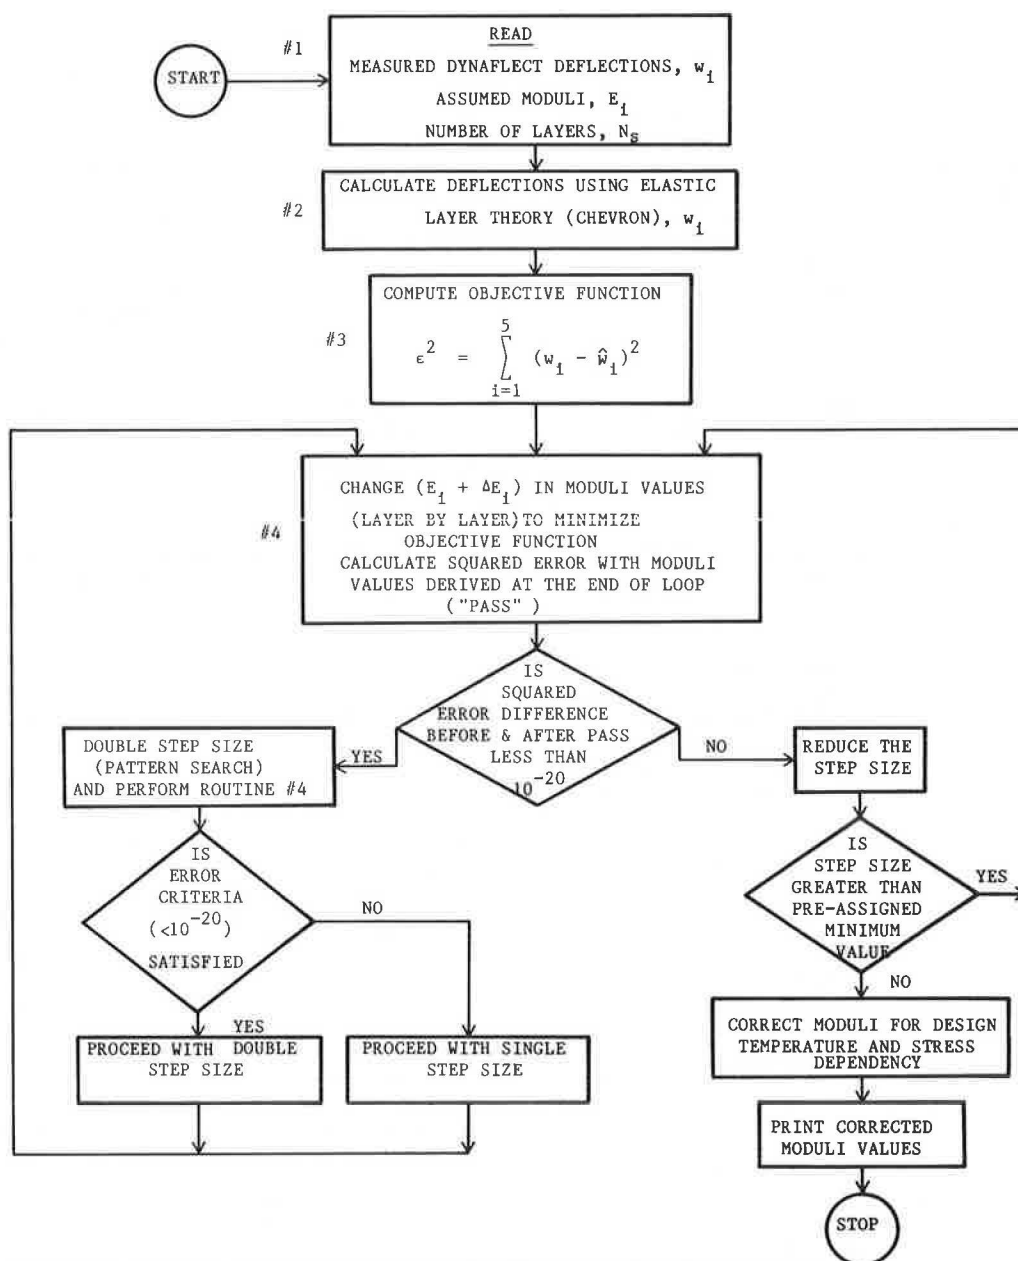 START
#1
READ
MEASURED DYNAFLECT DEFLECTIONS, w_i
ASSUMED MODULI, E_i
NUMBER OF LAYERS, N_s
#2
CALCULATE DEFLECTIONS USING ELASTIC
LAYER THEORY (CHEVRON), w_i
#3
COMPUTE OBJECTIVE FUNCTION
ε^2 = 5∑i=1 (w_i - ŵ_i)^2
#4
CHANGE (E_i + ΔE_i) IN MODULI VALUES
(LAYER BY LAYER)TO MINIMIZE
OBJECTIVE FUNCTION
CALCULATE SQUARED ERROR WITH MODULI
VALUES DERIVED AT THE END OF LOOP
("PASS" )
IS
SQUARED
ERROR DIFFERENCE
BEFORE & AFTER PASS
LESS THAN
10^-20
YES
NO
DOUBLE STEP SIZE
(PATTERN SEARCH)
AND PERFORM ROUTINE #4
IS
ERROR
CRITERIA
(<10^-20)
SATISFIED
NO
YES
PROCEED WITH DOUBLE
STEP SIZE
PROCEED WITH SINGLE
STEP SIZE
REDUCE THE
STEP SIZE
IS
STEP SIZE
GREATER THAN
PRE-ASSIGNED
MINIMUM
VALUE
YES
NO
CORRECT MODULI FOR DESIGN
TEMPERATURE AND STRESS
DEPENDENCY
PRINT CORRECTED
MODULI VALUES
STOP